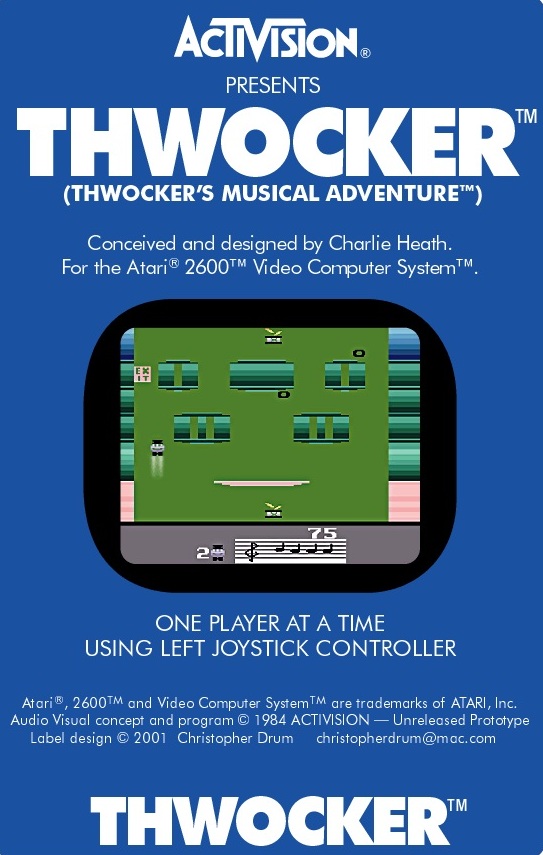 ACTIVISION®
PRESENTS
THWOCKER™
(THWOCKER'S MUSICAL ADVENTURE™)
Conceived and designed by Charlie Heath.
For the Atari® 2600™ Video Computer System™.
EX
IT
75
2
ONE PLAYER AT A TIME
USING LEFT JOYSTICK CONTROLLER
Atari®, 2600™ and Video Computer System™ are trademarks of ATARI, Inc.
Audio Visual concept and program © 1984 ACTIVISION — Unreleased Prototype
Label design © 2001 Christopher Drum christopherdrum@mac.com
THWOCKER™